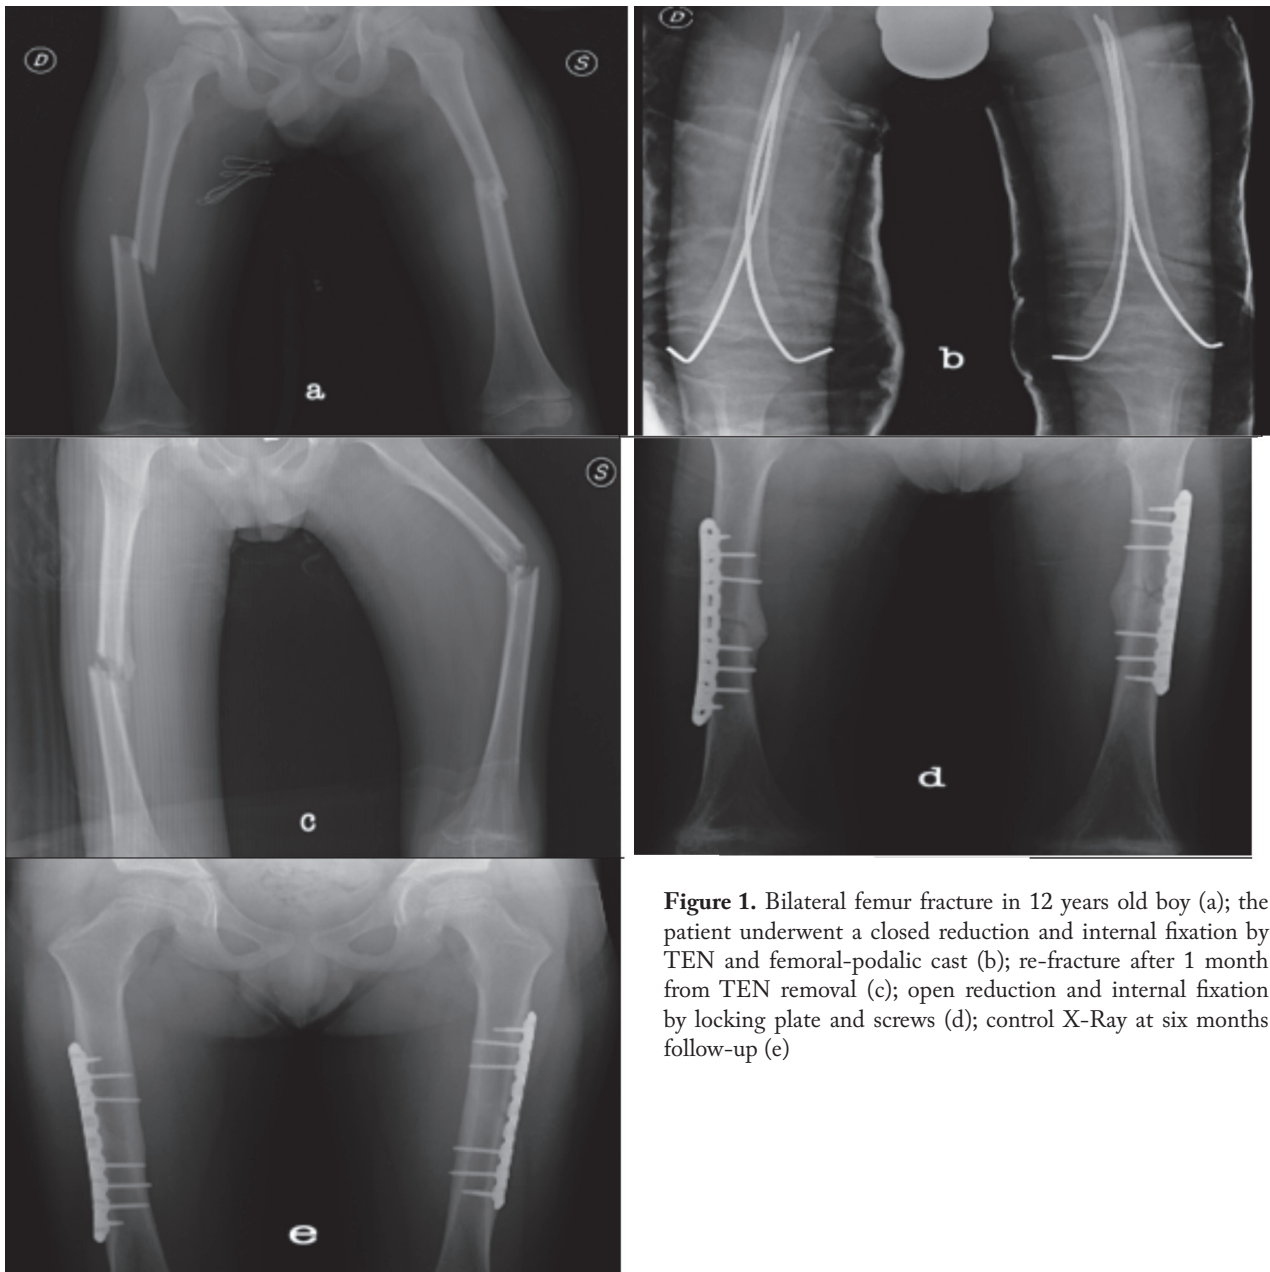 D
S
D
a
b
S
c
d
e
Figure 1. Bilateral femur fracture in 12 years old boy (a); the
patient underwent a closed reduction and internal fixation by
TEN and femoral-podalic cast (b); re-fracture after 1 month
from TEN removal (c); open reduction and internal fixation
by locking plate and screws (d); control X-Ray at six months
follow-up (e)